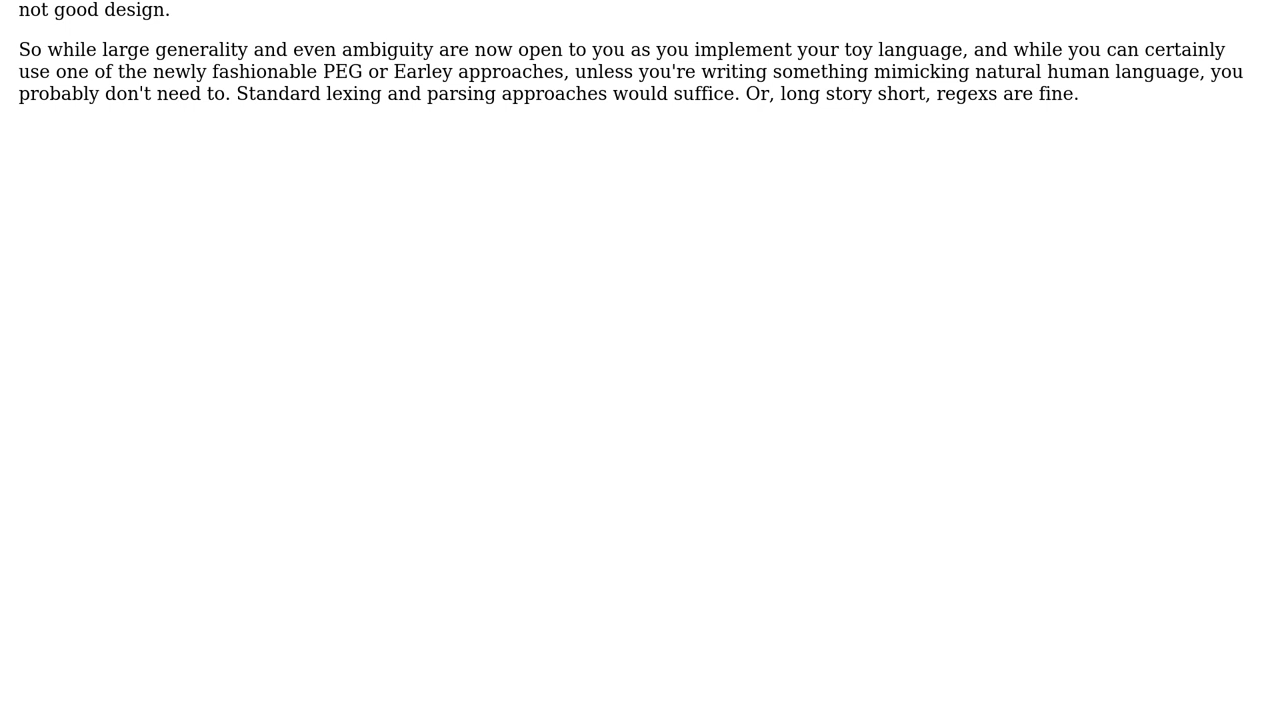 not good design.
So while large generality and even ambiguity are now open to you as you implement your toy language, and while you can certainly
use one of the newly fashionable PEG or Earley approaches, unless you're writing something mimicking natural human language, you
probably don't need to. Standard lexing and parsing approaches would suffice. Or, long story short, regexs are fine.